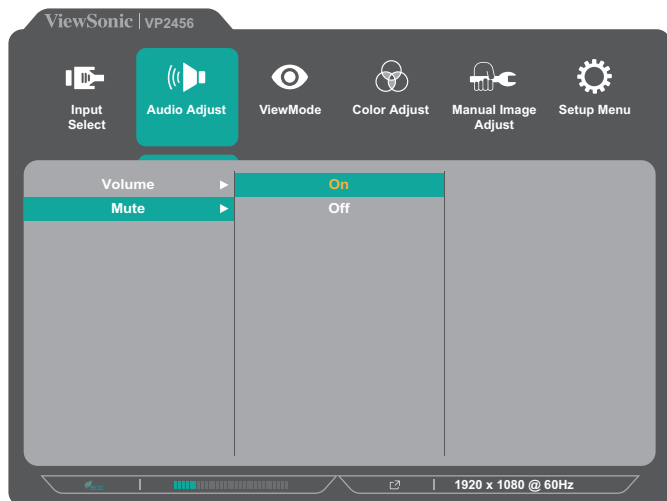 ViewSonic | VP2456
Input
Select
Audio Adjust
ViewMode
Color Adjust
Manual Image
Adjust
Setup Menu
Volume
On
Mute
Off
1920 x 1080 @ 60Hz